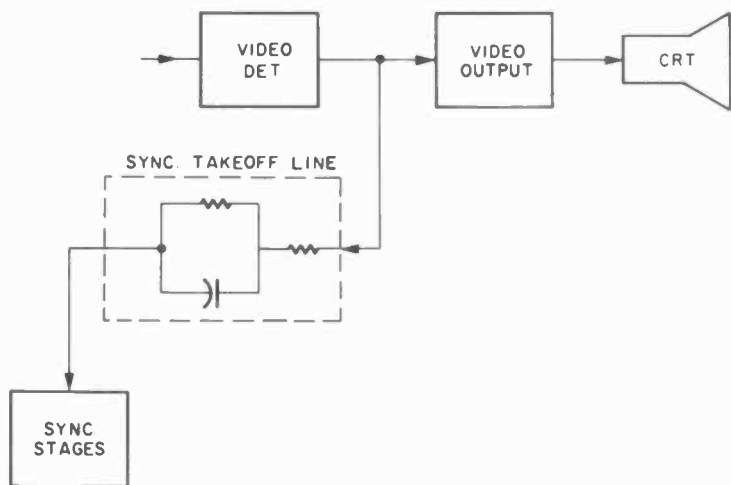 VIDEO
DET
VIDEO
OUTPUT
CRT
SYNC. TAKEOFF LINE
SYNC
STAGES